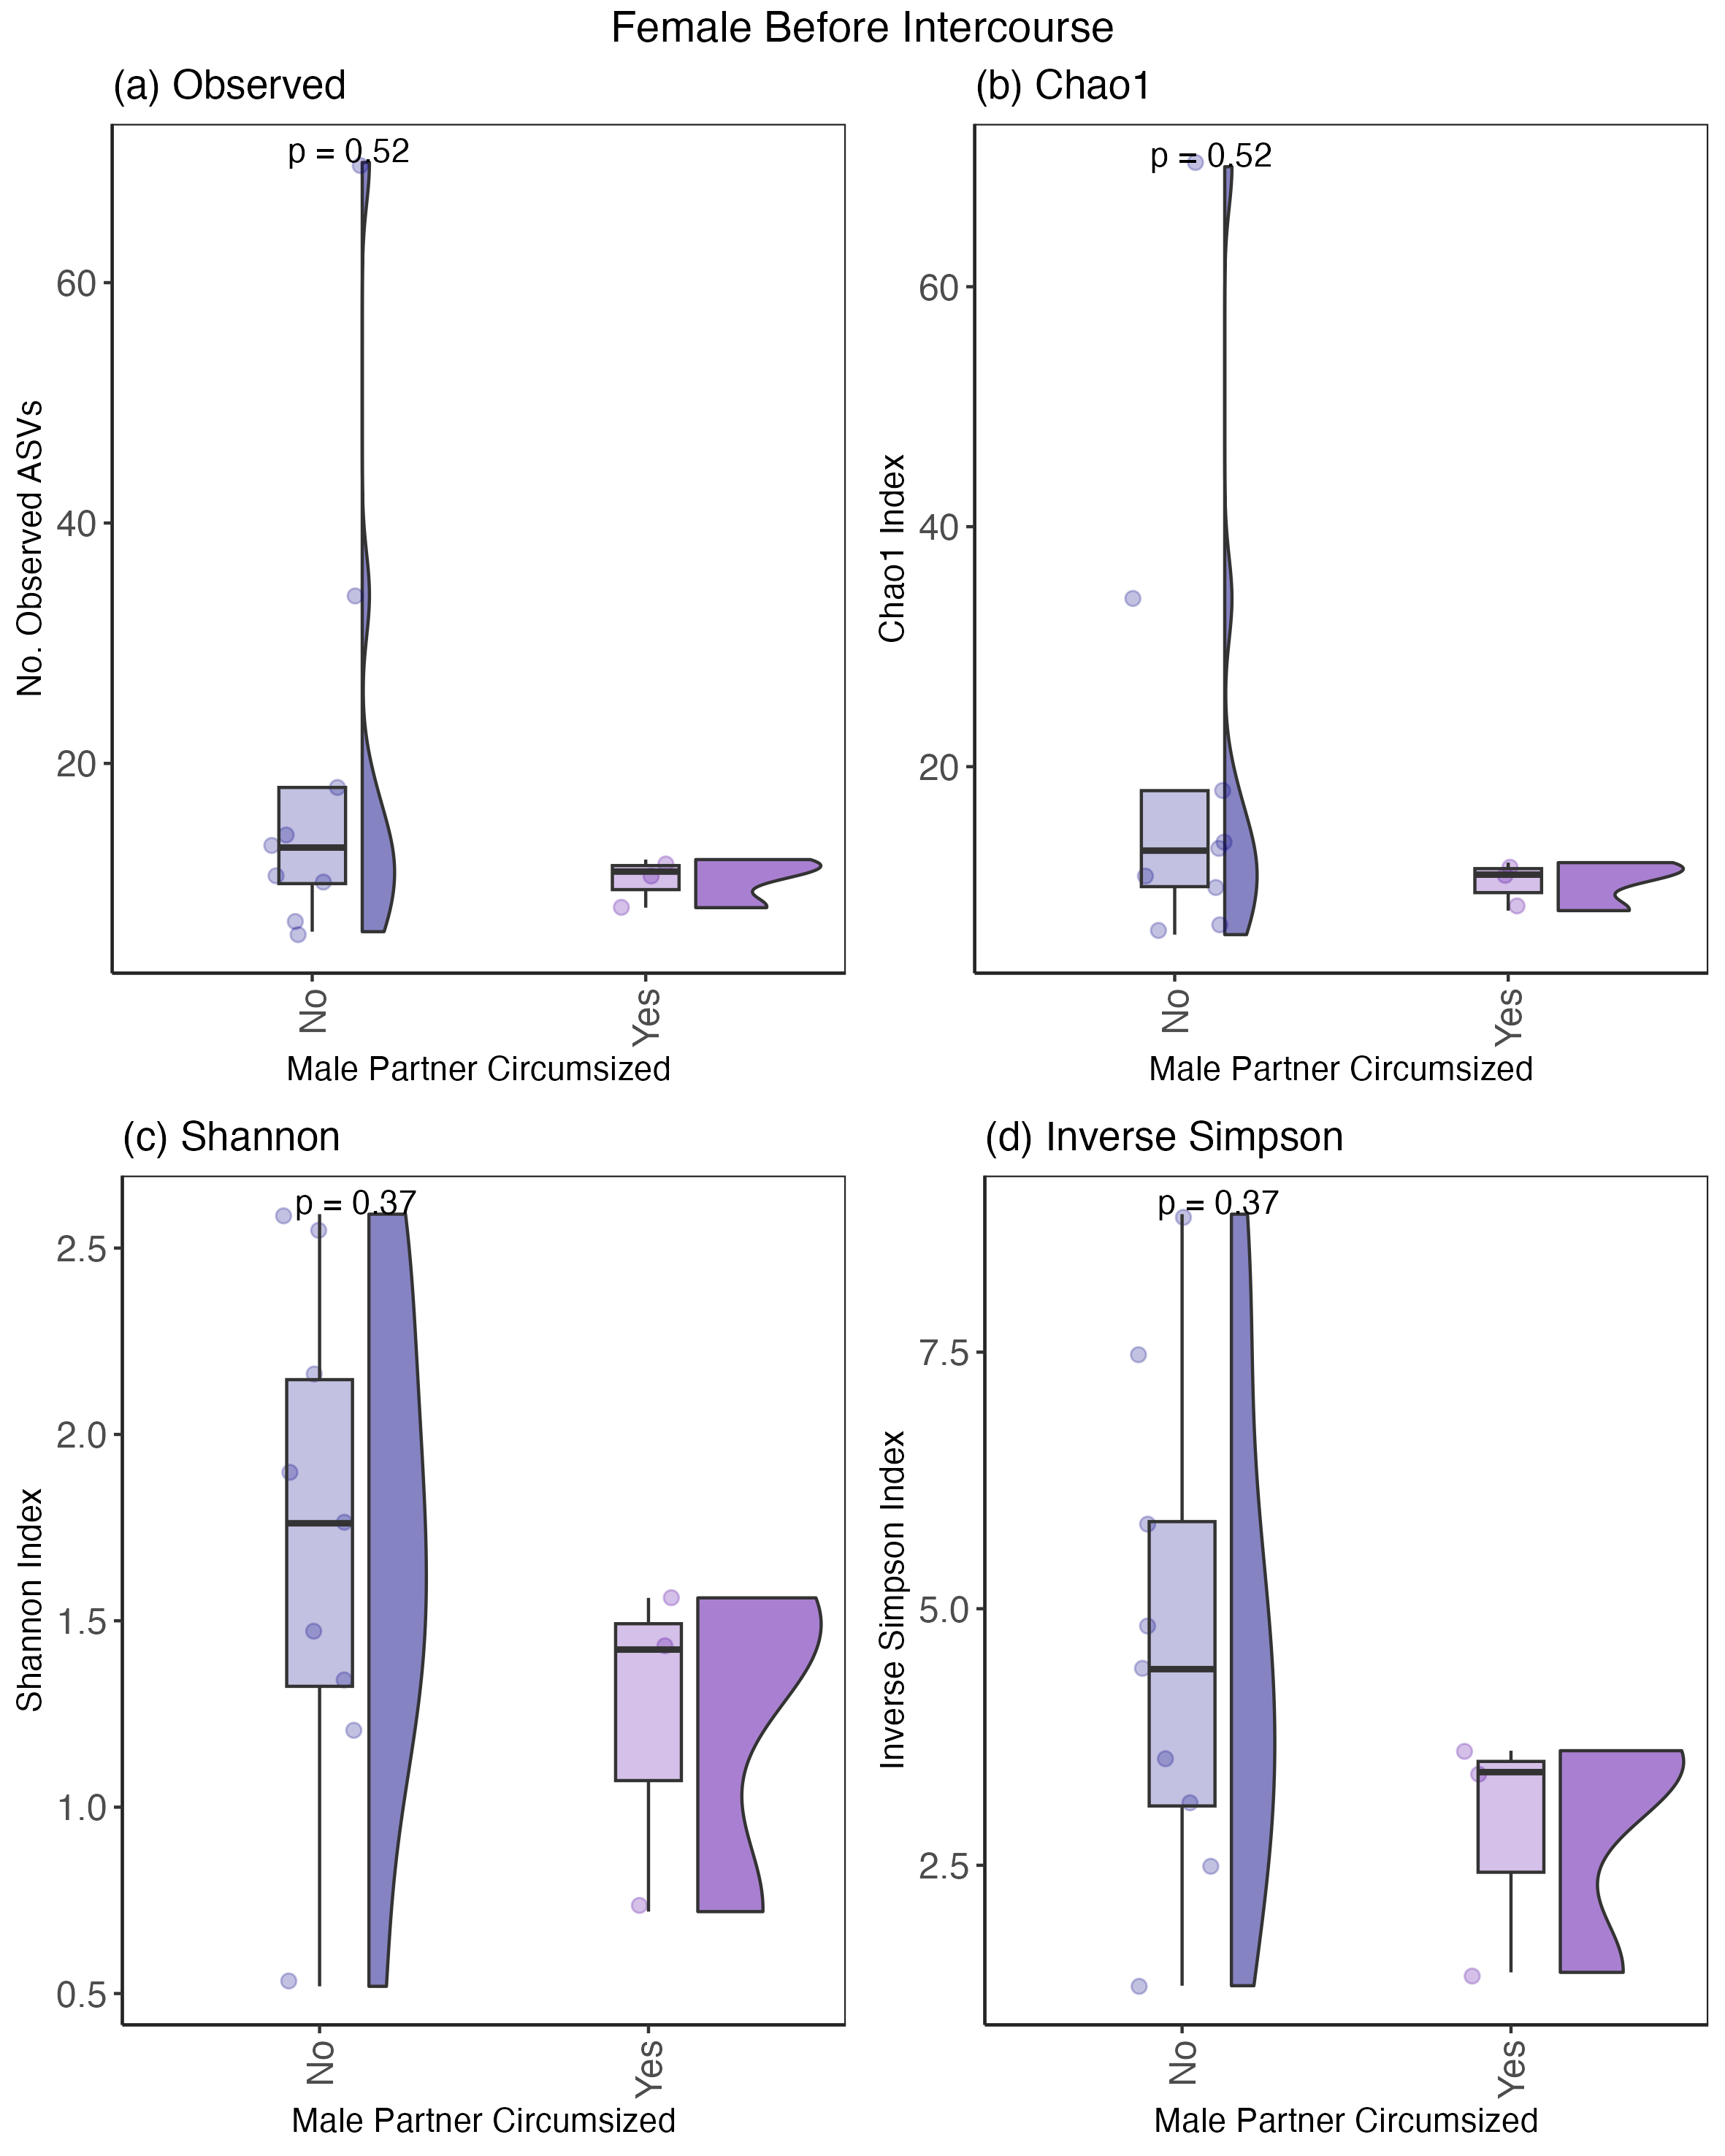 Female Before Intercourse
(a) Observed
p = 0.52
60
40
20
No. Observed ASVs
No
Yes
Male Partner Circumsized
(b) Chao1
p = 0.52
60
40
20
Chao1 Index
No
Yes
Male Partner Circumsized
(c) Shannon
p = 0.37
2.5
2.0
1.5
1.0
0.5
Shannon Index
No
Yes
Male Partner Circumsized
(d) Inverse Simpson
p = 0.37
7.5
5.0
2.5
Inverse Simpson Index
No
Yes
Male Partner Circumsized